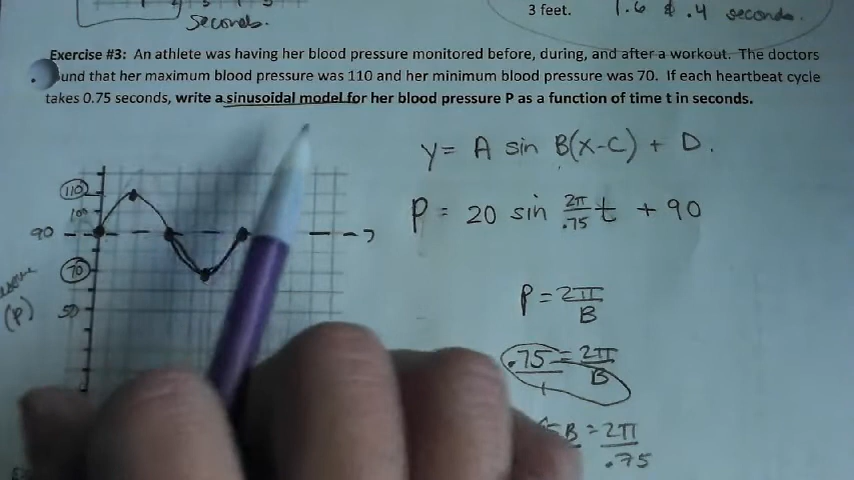 seconds.
3 feet.
1.6 & .4 seconds.
Exercise #3: An athlete was having her blood pressure monitored before, during, and after a workout. The doctors
und that her maximum blood pressure was 110 and her minimum blood pressure was 70. If each heartbeat cycle
takes 0.75 seconds, write a sinusoidal model for her blood pressure P as a function of time t in seconds.
y = A sin B(x-C) + D.
P = 20 sin 2π/.75 t + 90
110
100
90
70
50
(P)
P = 2π/B
.75/1 = 2π/B
B = 2π/.75